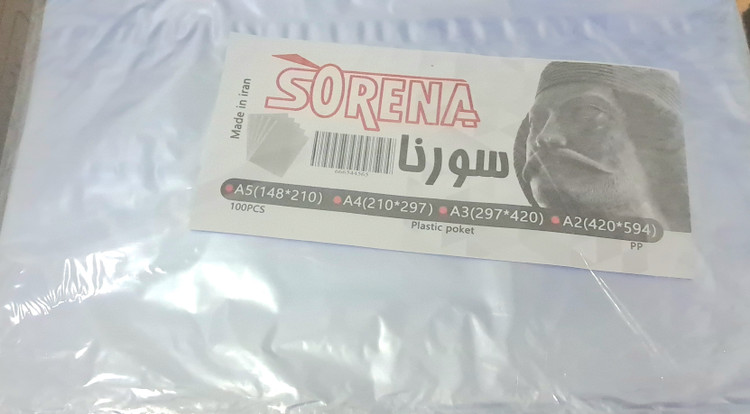 SORENA
Made in iran
سورنا
A5(148*210) A4(210*297) A3(297*420) A2(420*594)
100PCS
Plastic poket
PP